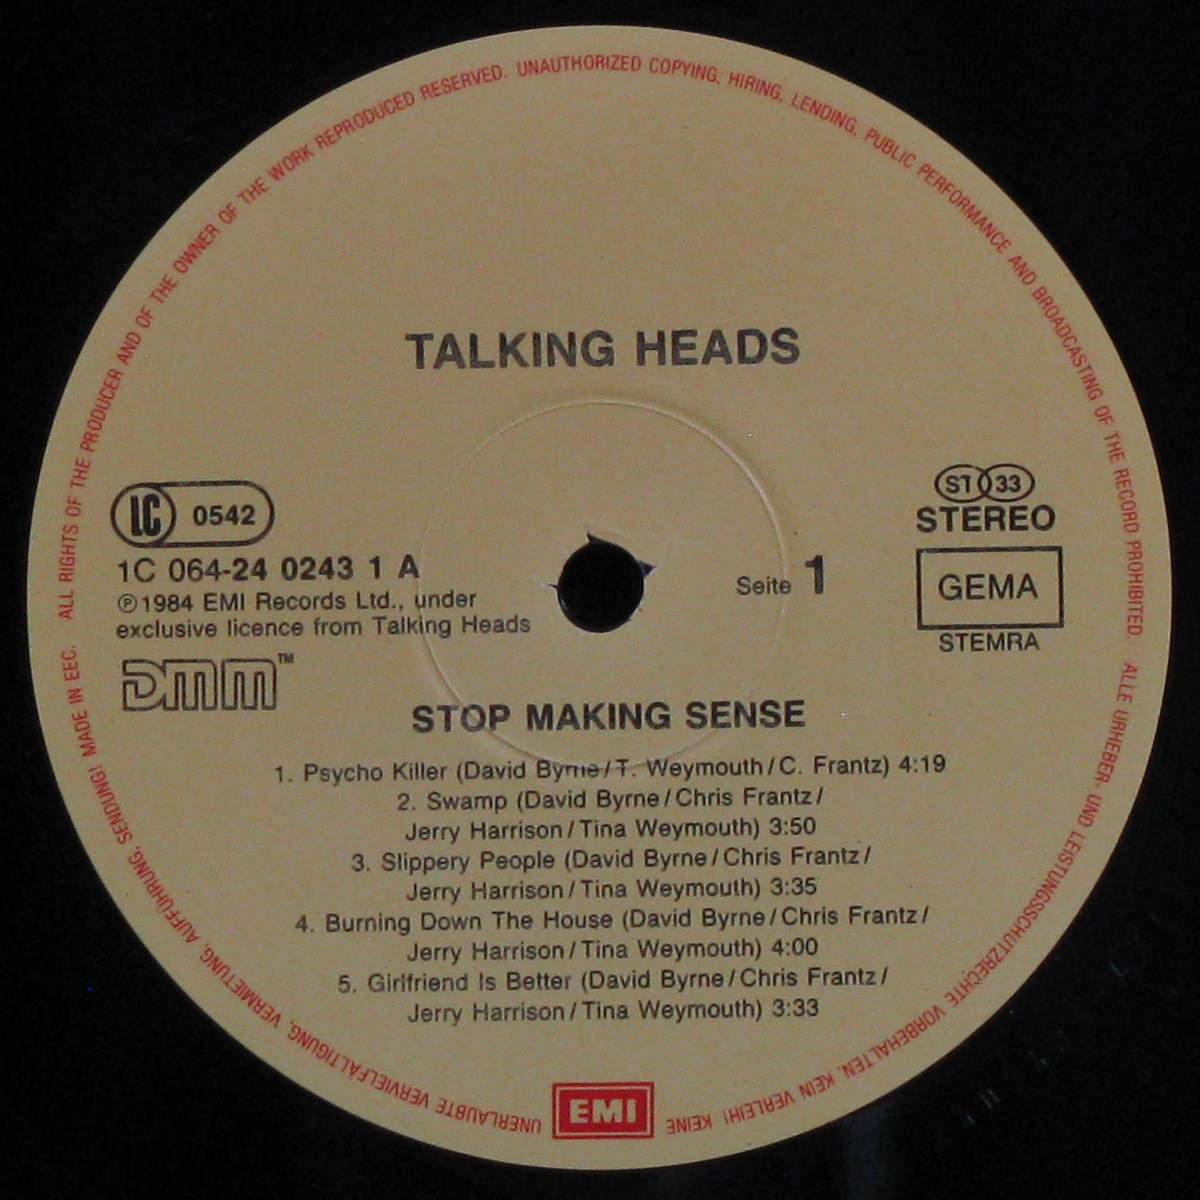 ALL RIGHTS OF THE PRODUCER AND OF THE OWNER OF THE WORK REPRODUCED RESERVED. UNAUTHORIZED COPYING, HIRING, LENDING, PUBLIC PERFORMANCE AND BROADCASTING OF THE RECORD PROHIBITED.
TALKING HEADS
LC 0542
1C 064-24 0243 1 A
℗1984 EMI Records Ltd., under
exclusive licence from Talking Heads
DMM™
Seite 1
ST 33
STEREO
GEMA
STEMRA
STOP MAKING SENSE
1. Psycho Killer (David Byrne/T. Weymouth/C. Frantz) 4:19
2. Swamp (David Byrne/Chris Frantz/
Jerry Harrison/Tina Weymouth) 3:50
3. Slippery People (David Byrne/Chris Frantz/
Jerry Harrison/Tina Weymouth) 3:35
4. Burning Down The House (David Byrne/Chris Frantz/
Jerry Harrison/Tina Weymouth) 4:00
5. Girlfriend Is Better (David Byrne/Chris Frantz/
Jerry Harrison/Tina Weymouth) 3:33
EMI
ALLE URHEBER- UND LEISTUNGSSCHUTZRECHTE VORBEHALTEN. KEIN VERLEIH! KEINE UNERLAUBTE VERVIELFÄLTIGUNG, VERMIETUNG, AUFFÜHRUNG, SENDUNG! MADE IN EEC.